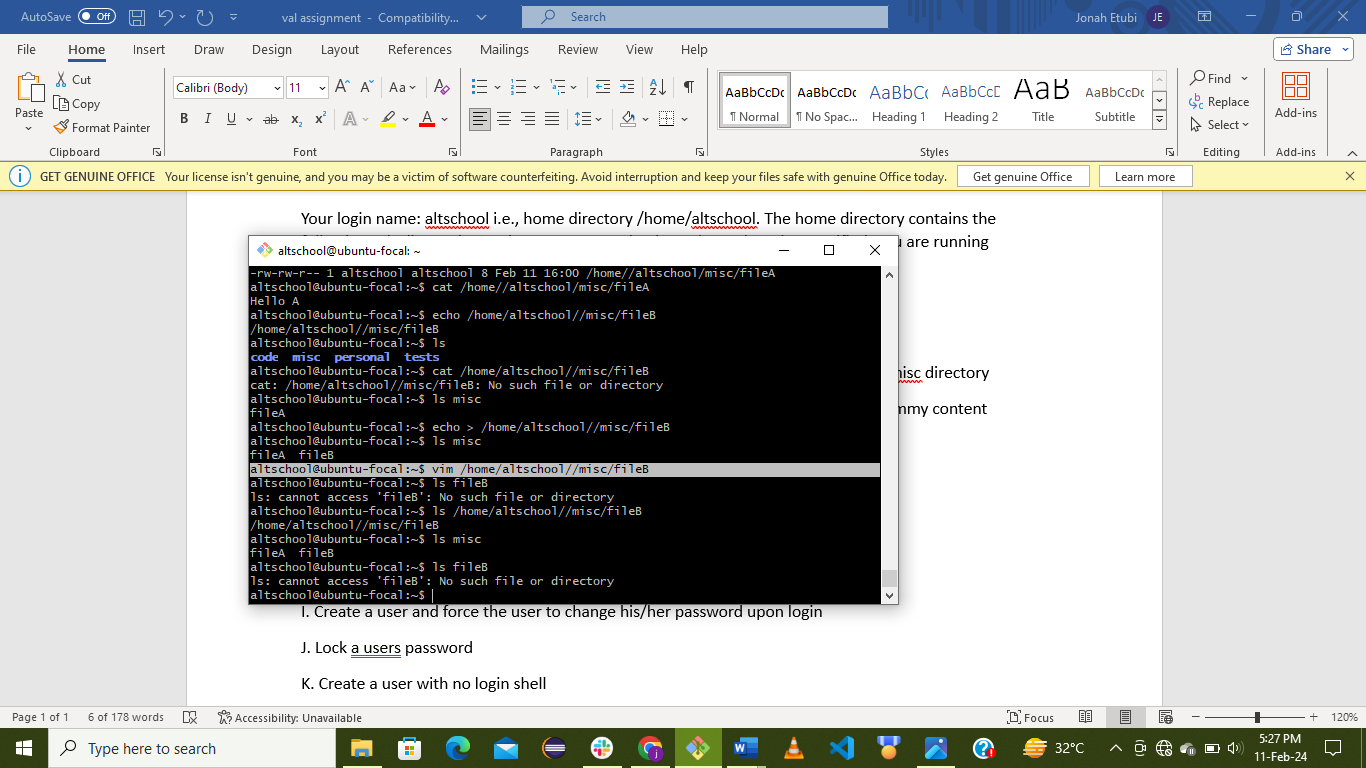 AutoSave Off val assignment - Compatibility... Search Jonah Etubi JE
File Home Insert Draw Design Layout References Mailings Review View Help Share
Paste Cut Copy Format Painter
Calibri (Body) 11 A^ A˅ Aa A
B I U ab x₂ x² A A
¶
AaBbCcDc AaBbCcDc AaBbCc AaBbCcD AaB AaBbCcDc
¶ Normal ¶ No Spac... Heading 1 Heading 2 Title Subtitle
Find Replace Select
Add-ins
Clipboard Font Paragraph Styles Editing Add-ins
GET GENUINE OFFICE Your license isn't genuine, and you may be a victim of software counterfeiting. Avoid interruption and keep your files safe with genuine Office today. Get genuine Office Learn more
Your login name: altschool i.e., home directory /home/altschool. The home directory contains the
are running
altschool@ubuntu-focal: ~
-rw-rw-r-- 1 altschool altschool 8 Feb 11 16:00 /home//altschool/misc/fileA
altschool@ubuntu-focal:~$ cat /home//altschool/misc/fileA
Hello A
altschool@ubuntu-focal:~$ echo /home/altschool//misc/fileB
/home/altschool//misc/fileB
altschool@ubuntu-focal:~$ ls
code misc personal tests
altschool@ubuntu-focal:~$ cat /home/altschool//misc/fileB
cat: /home/altschool//misc/fileB: No such file or directory
altschool@ubuntu-focal:~$ ls misc
fileA
altschool@ubuntu-focal:~$ echo > /home/altschool//misc/fileB
altschool@ubuntu-focal:~$ ls misc
fileA fileB
altschool@ubuntu-focal:~$ vim /home/altschool//misc/fileB
altschool@ubuntu-focal:~$ ls fileB
ls: cannot access 'fileB': No such file or directory
altschool@ubuntu-focal:~$ ls /home/altschool//misc/fileB
/home/altschool//misc/fileB
altschool@ubuntu-focal:~$ ls misc
fileA fileB
altschool@ubuntu-focal:~$ ls fileB
ls: cannot access 'fileB': No such file or directory
altschool@ubuntu-focal:~$
misc directory
mmy content
I. Create a user and force the user to change his/her password upon login
J. Lock a users password
K. Create a user with no login shell
Page 1 of 1 6 of 178 words Accessibility: Unavailable Focus 120%
Type here to search 32°C 5:27 PM
11-Feb-24